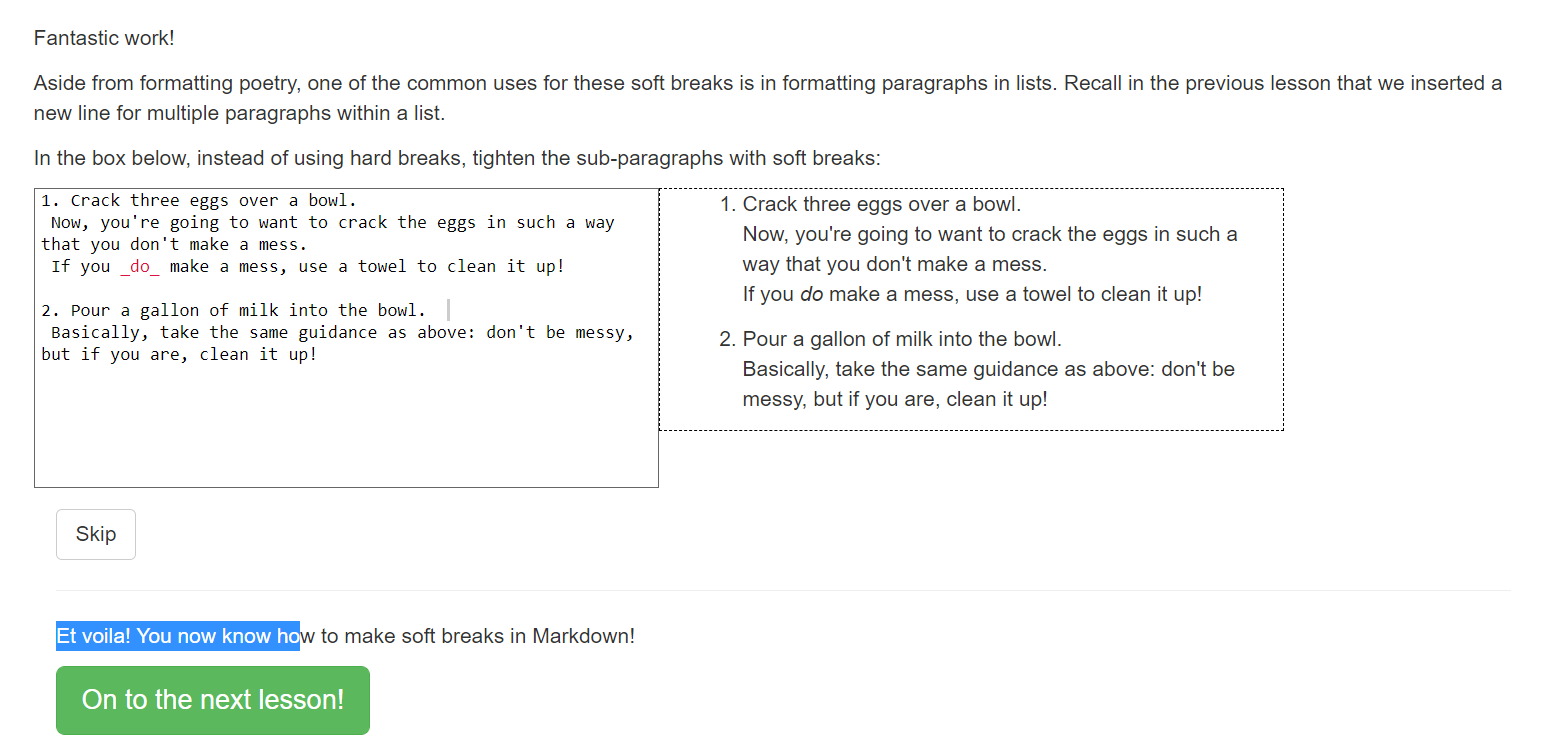 Fantastic work!
Aside from formatting poetry, one of the common uses for these soft breaks is in formatting paragraphs in lists. Recall in the previous lesson that we inserted a
new line for multiple paragraphs within a list.
In the box below, instead of using hard breaks, tighten the sub-paragraphs with soft breaks:
1. Crack three eggs over a bowl.
Now, you're going to want to crack the eggs in such a way
that you don't make a mess.
If you _do_ make a mess, use a towel to clean it up!
2. Pour a gallon of milk into the bowl.
Basically, take the same guidance as above: don't be messy,
but if you are, clean it up!
1. Crack three eggs over a bowl.
Now, you're going to want to crack the eggs in such a
way that you don't make a mess.
If you do make a mess, use a towel to clean it up!
2. Pour a gallon of milk into the bowl.
Basically, take the same guidance as above: don't be
messy, but if you are, clean it up!
Skip
Et voila! You now know how to make soft breaks in Markdown!
On to the next lesson!